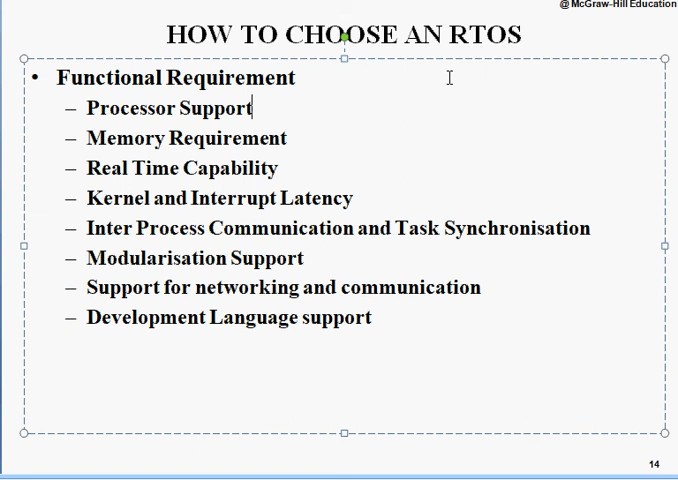 @ McGraw-Hill Education
HOW TO CHOOSE AN RTOS
• Functional Requirement
– Processor Support
– Memory Requirement
– Real Time Capability
– Kernel and Interrupt Latency
– Inter Process Communication and Task Synchronisation
– Modularisation Support
– Support for networking and communication
– Development Language support
14